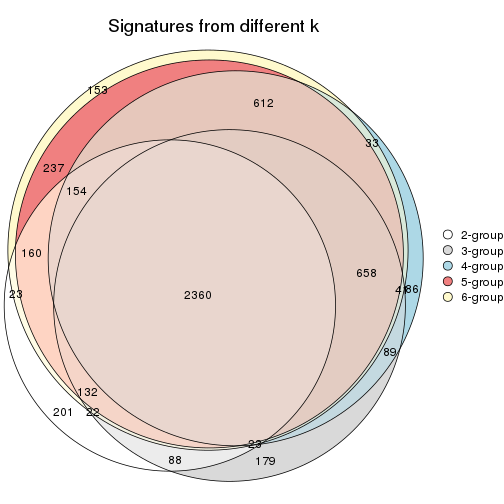 Signatures from different k
153
612
33
237
154
160
658
2360
23
86
89
132
201
22
23
88
179
2-group
3-group
4-group
5-group
6-group